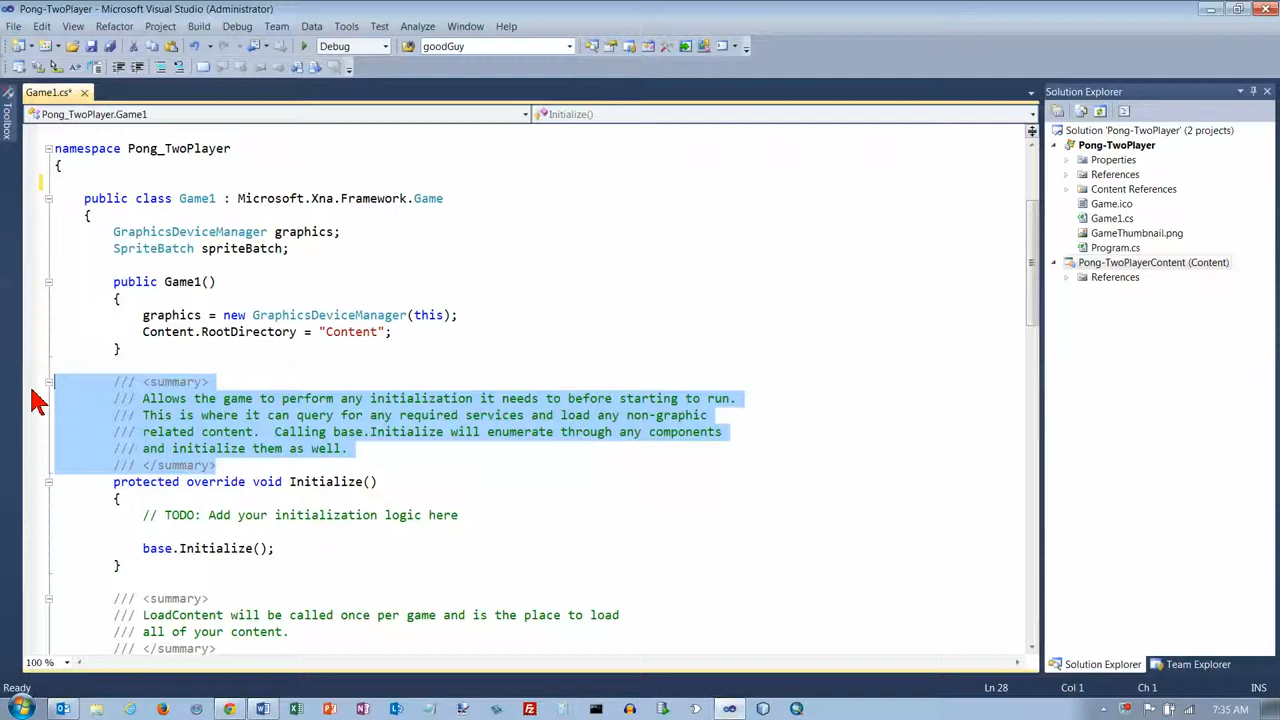 Pong-TwoPlayer - Microsoft Visual Studio (Administrator)
File Edit View Refactor Project Build Debug Team Data Tools Test Analyze Window Help
Debug goodGuy
Game1.cs* Solution Explorer
Toolbox
Pong_TwoPlayer.Game1 Initialize()
Solution 'Pong-TwoPlayer' (2 projects)
Pong-TwoPlayer
Properties
References
Content References
Game.ico
Game1.cs
GameThumbnail.png
Program.cs
Pong-TwoPlayerContent (Content)
References
namespace Pong_TwoPlayer
{
public class Game1 : Microsoft.Xna.Framework.Game
{
GraphicsDeviceManager graphics;
SpriteBatch spriteBatch;
public Game1()
{
graphics = new GraphicsDeviceManager(this);
Content.RootDirectory = "Content";
}
/// <summary>
/// Allows the game to perform any initialization it needs to before starting to run.
/// This is where it can query for any required services and load any non-graphic
/// related content.  Calling base.Initialize will enumerate through any components
/// and initialize them as well.
/// </summary>
protected override void Initialize()
{
// TODO: Add your initialization logic here
base.Initialize();
}
/// <summary>
/// LoadContent will be called once per game and is the place to load
/// all of your content.
/// </summary>
100 %
Solution Explorer Team Explorer
Ready Ln 28 Col 1 Ch 1 INS
7:35 AM